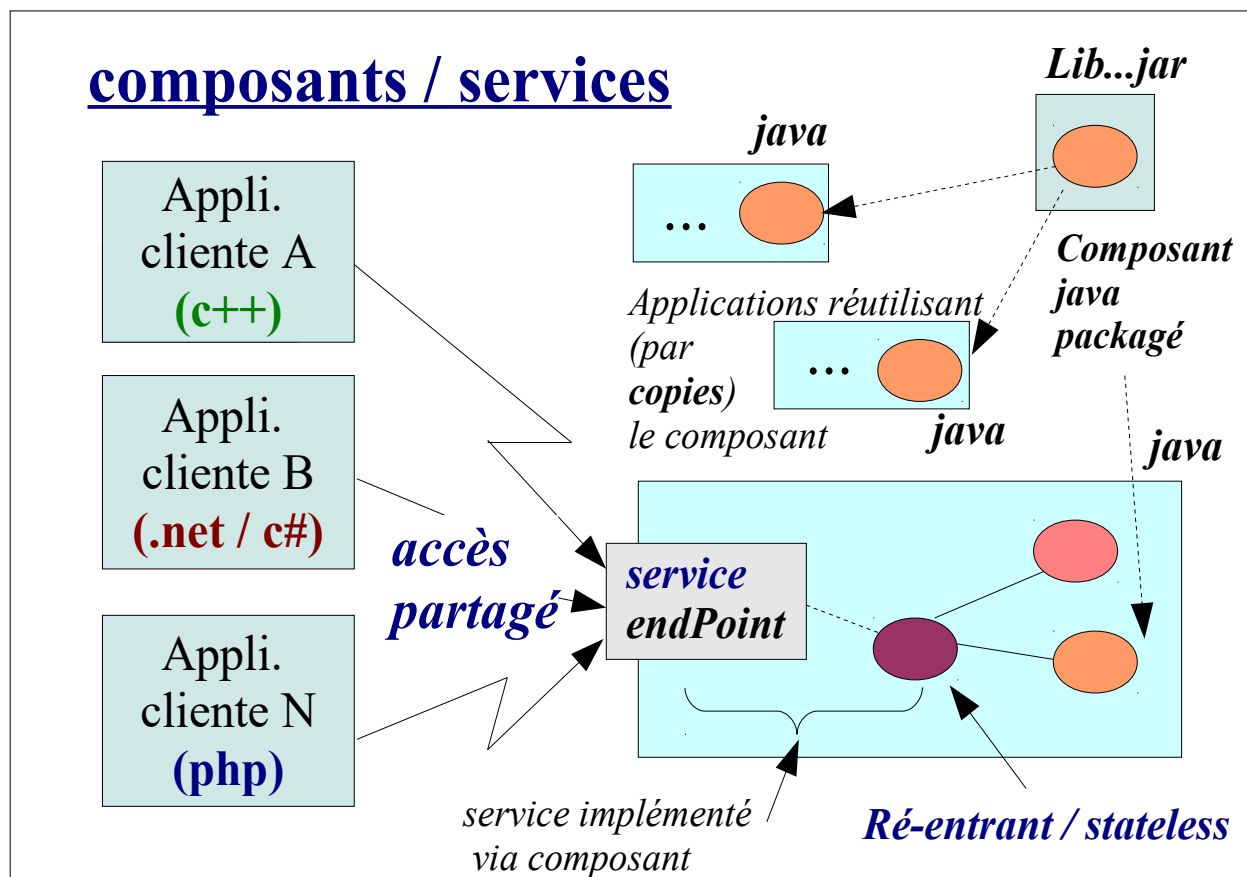 composants / services
Lib...jar
java
Appli.
cliente A
(c++)
...
Composant
java
packagé
Applications réutilisant
(par
copies)
le composant
...
java
java
Appli.
cliente B
(.net / c#)
accès
partagé
service
endPoint
Appli.
cliente N
(php)
service implémenté
via composant
Ré-entrant / stateless